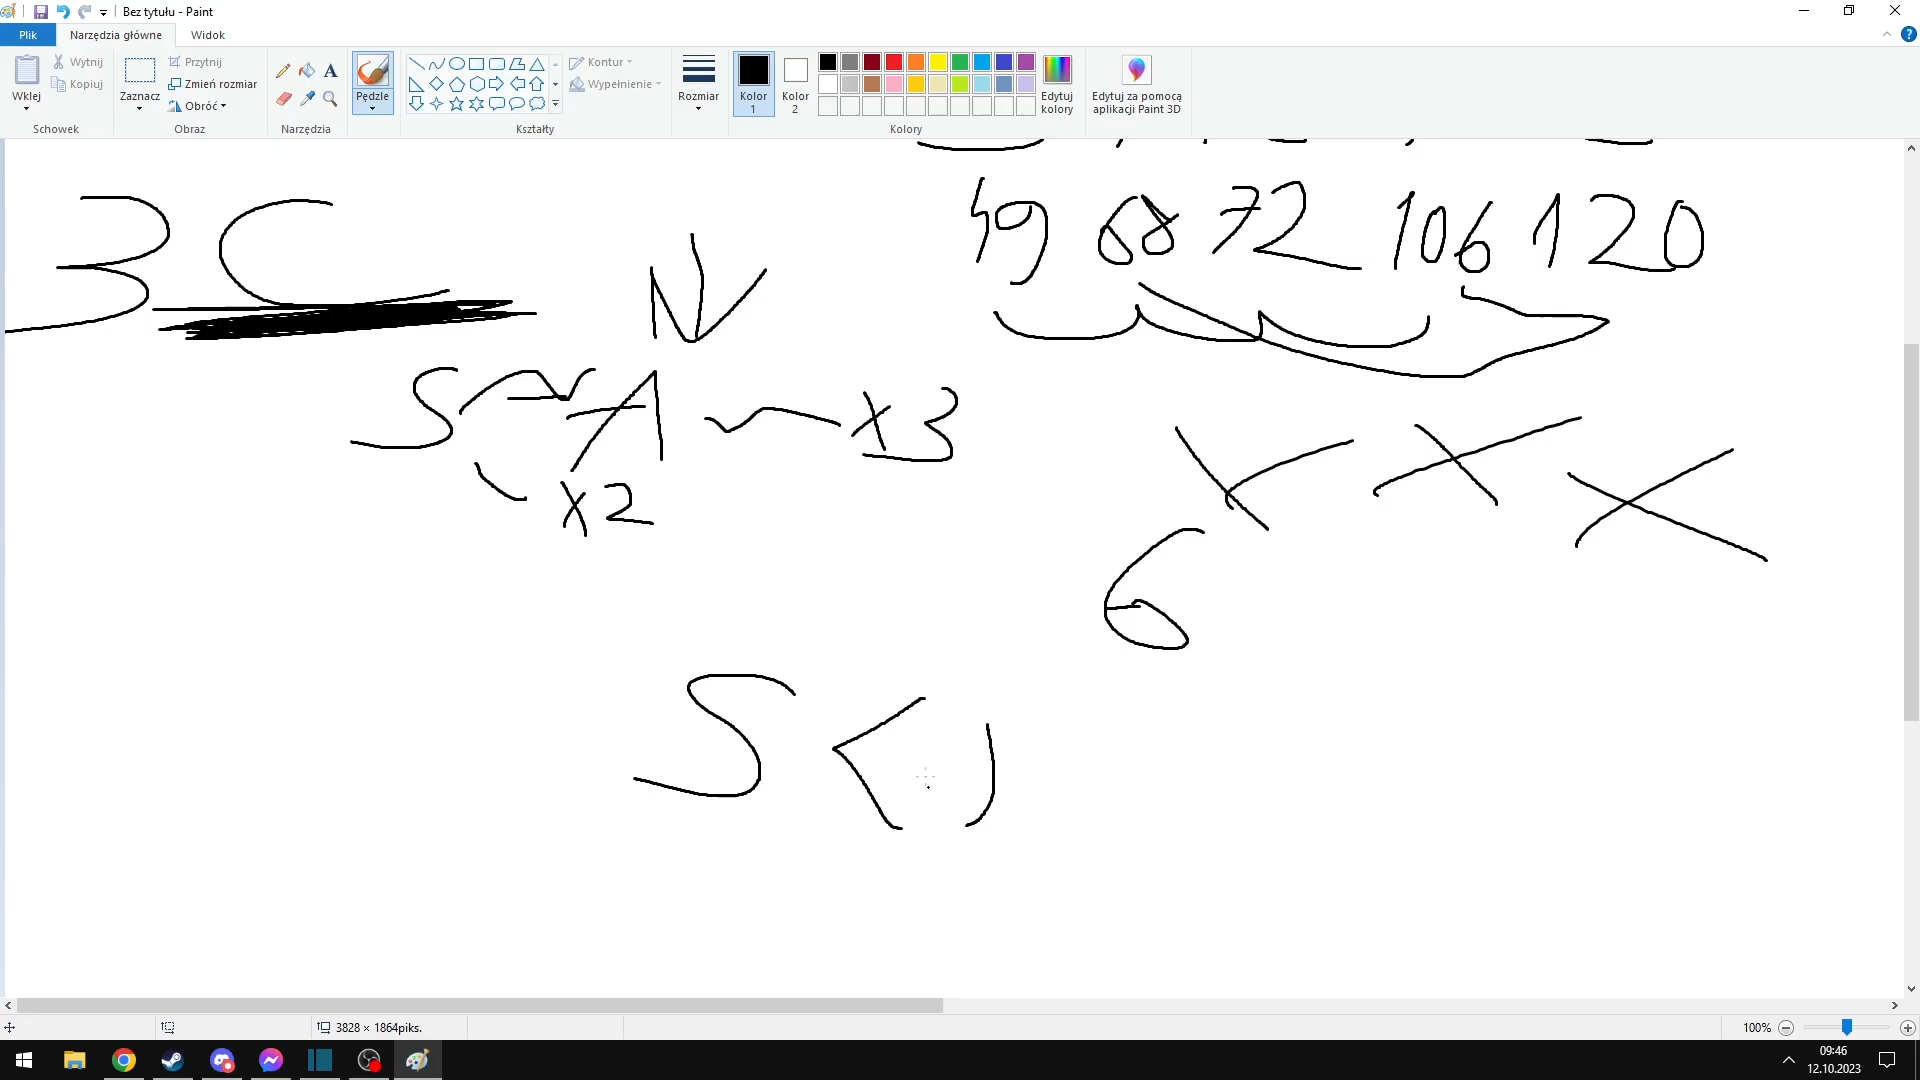 Bez tytułu - Paint
Plik Narzędzia główne Widok
Wklej Wytnij Kopiuj
Zaznacz Przytnij Zmień rozmiar Obróć
Pędzle
Kontur Wypełnienie
Rozmiar
Kolor 1
Kolor 2
Edytuj kolory
Edytuj za pomocą aplikacji Paint 3D
Schowek Obraz Narzędzia Kształty Kolory
3C
72 106 120
N
S A x3
x2
X X X
6
S
3828 × 1864piks.
100%
09:46
12.10.2023